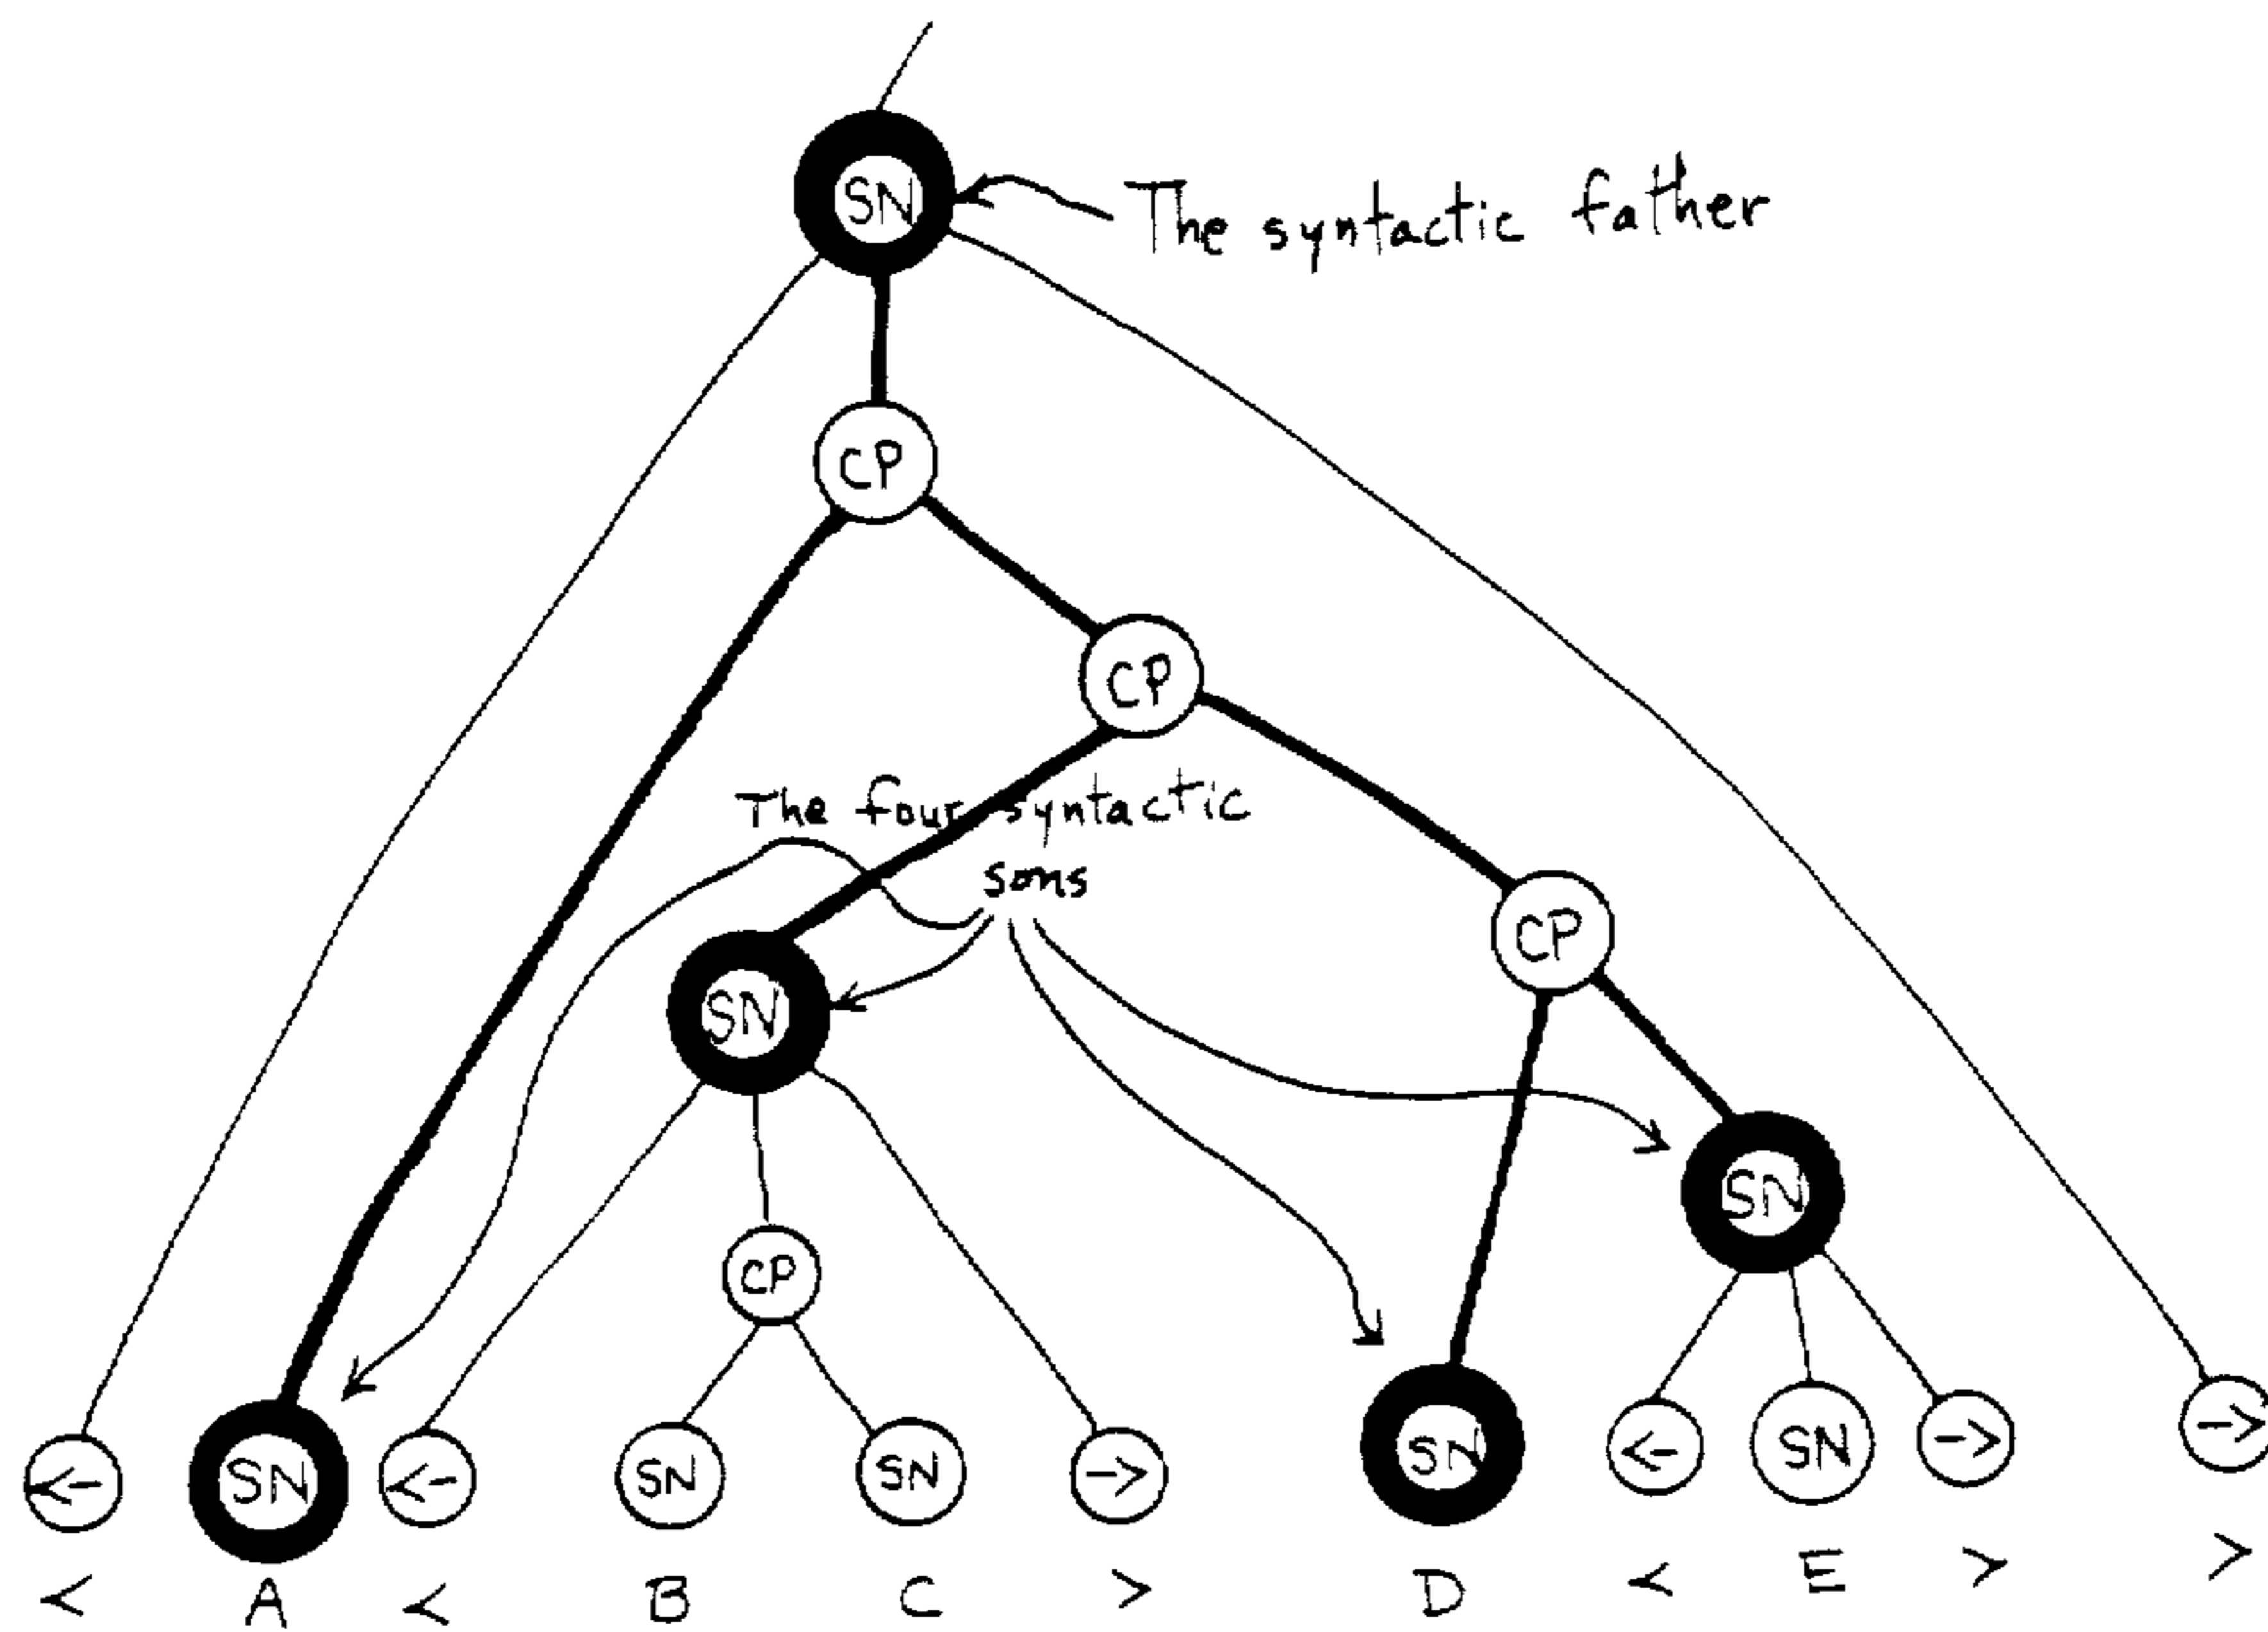 SN
The syntactic father
CP
CP
The four syntactic
sons
CP
SN
SN
CP
<- SN <- SN SN -> SN <- SN -> ->
< A < B C > D < E > >